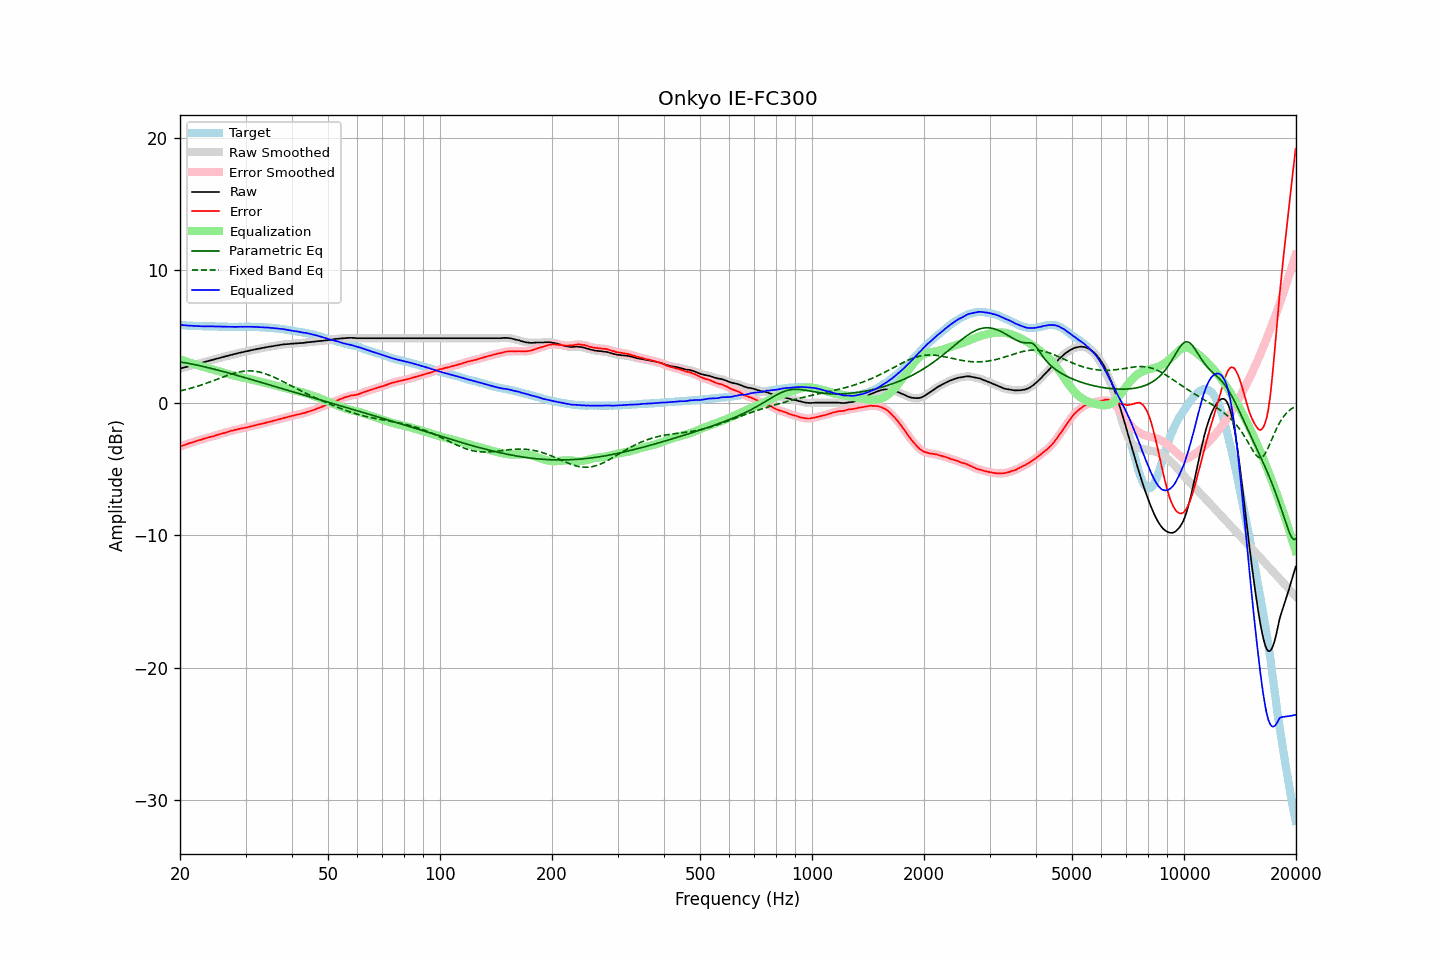 Onkyo IE-FC300
Target
Raw Smoothed
Error Smoothed
Raw
Error
Equalization
Parametric Eq
Fixed Band Eq
Equalized
20
10
0
−10
−20
−30
Amplitude (dBr)
20 50 100 200 500 1000 2000 5000 10000 20000
Frequency (Hz)